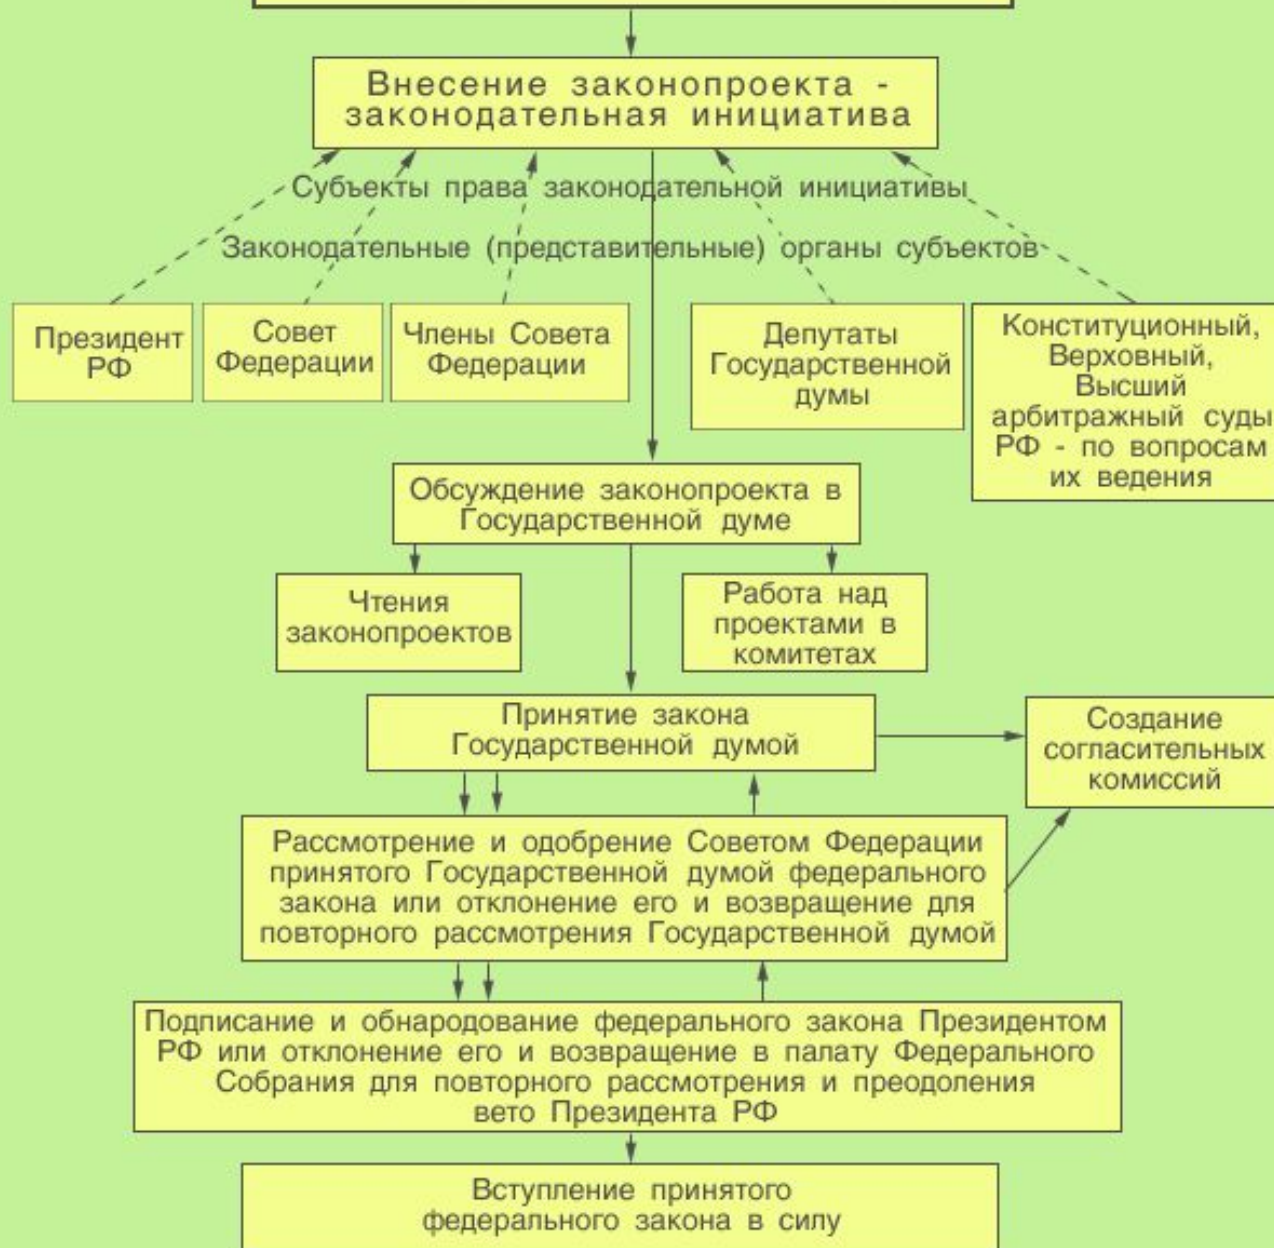 Внесение законопроекта -
законодательная инициатива
Субъекты права законодательной инициативы
Законодательные (представительные) органы субъектов
Президент
РФ
Совет
Федерации
Члены Совета
Федерации
Депутаты
Государственной
думы
Конституционный,
Верховный,
Высший
арбитражный суды
РФ - по вопросам
их ведения
Обсуждение законопроекта в
Государственной думе
Чтения
законопроектов
Работа над
проектами в
комитетах
Принятие закона
Государственной думой
Создание
согласительных
комиссий
Рассмотрение и одобрение Советом Федерации
принятого Государственной думой федерального
закона или отклонение его и возвращение для
повторного рассмотрения Государственной думой
Подписание и обнародование федерального закона Президентом
РФ или отклонение его и возвращение в палату Федерального
Собрания для повторного рассмотрения и преодоления
вето Президента РФ
Вступление принятого
федерального закона в силу